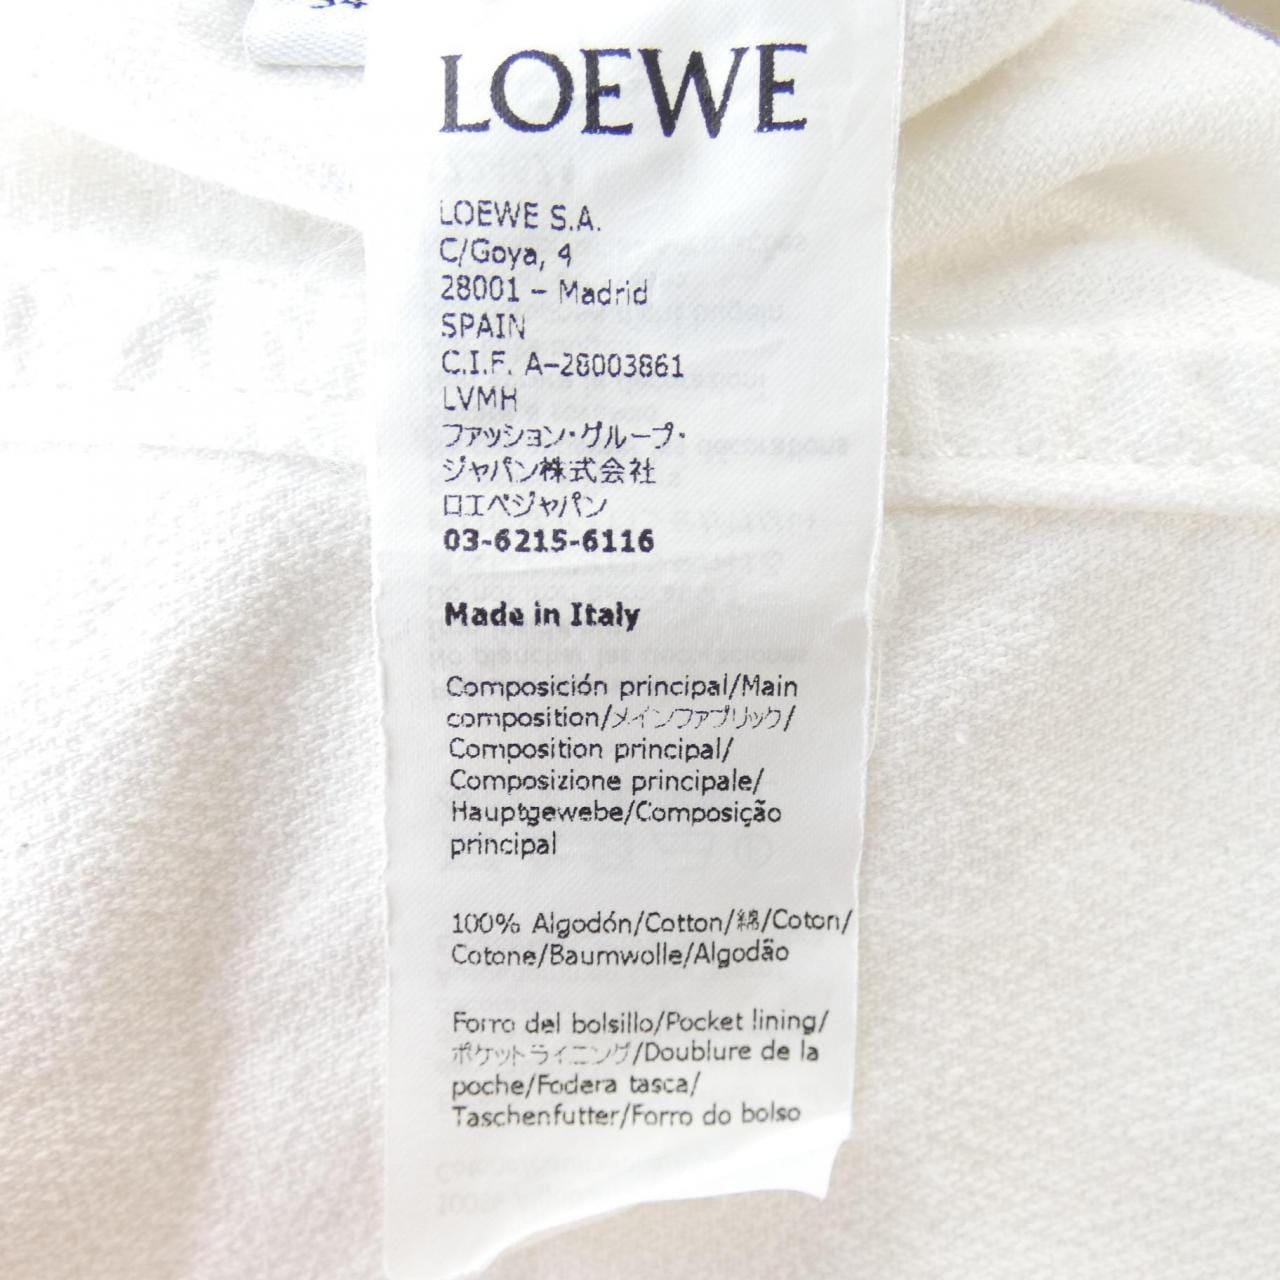 LOEWE
LOEWE S.A.
C/Goya, 4
28001 – Madrid
SPAIN
C.I.F. A–28003861
LVMH
ファッション・グループ・
ジャパン株式会社
ロエベジャパン
03-6215-6116
Made in Italy
Composición principal/Main
composition/メインファブリック/
Composition principal/
Composizione principale/
Hauptgewebe/Composição
principal
100% Algodón/Cotton/綿/Coton/
Cotone/Baumwolle/Algodão
Forro del bolsillo/Pocket lining/
ポケットライニング/Doublure de la
poche/Fodera tasca/
Taschenfutter/Forro do bolso